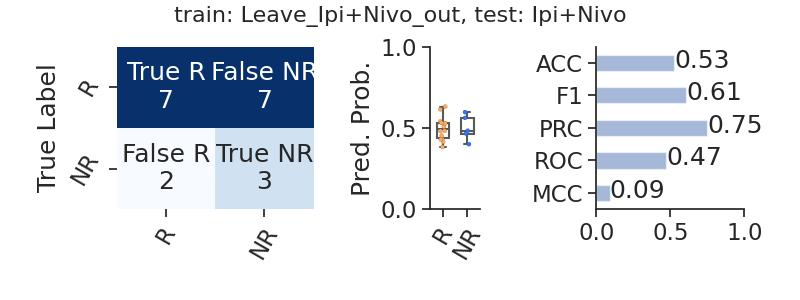 train: Leave_Ipi+Nivo_out, test: Ipi+Nivo
True Label
R
NR
True R
7
False NR
7
False R
2
True NR
3
R
NR
Pred. Prob.
1.0
0.5
0.0
R
NR
ACC
0.53
F1
0.61
PRC
0.75
ROC
0.47
MCC
0.09
0.0
0.5
1.0